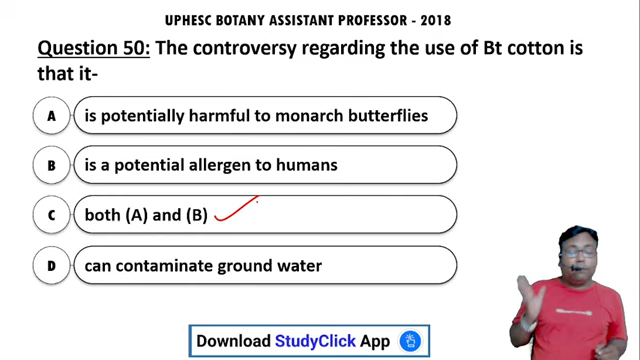 UPHESC BOTANY ASSISTANT PROFESSOR - 2018
Question 50: The controversy regarding the use of Bt cotton is
that it-
A is potentially harmful to monarch butterflies
B is a potential allergen to humans
C both (A) and (B)
D can contaminate ground water
Download StudyClick App